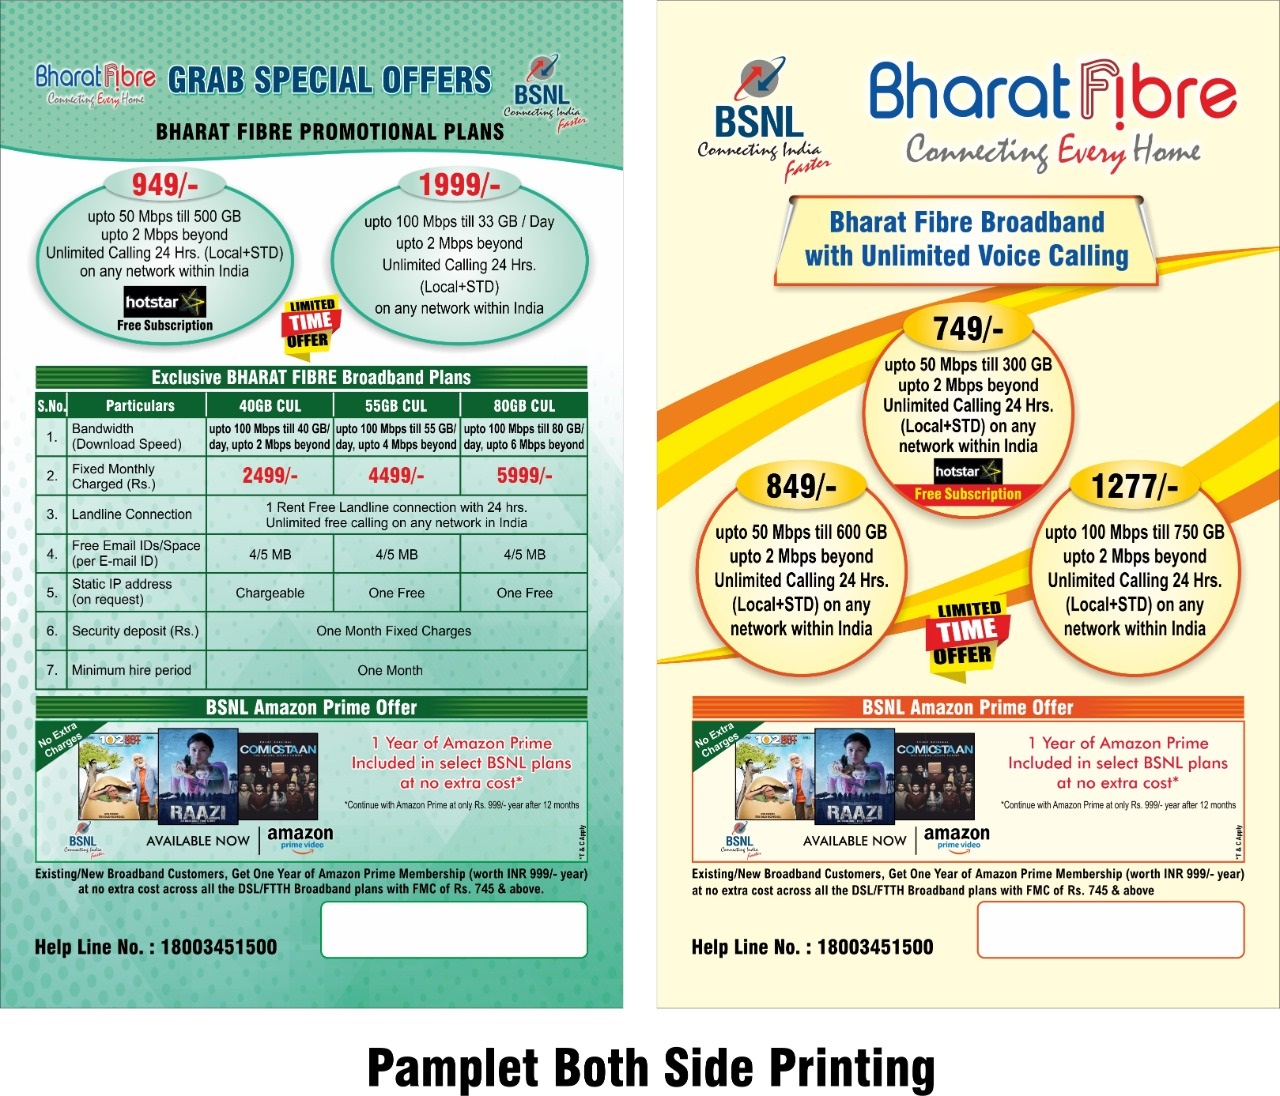 Bharat Fibre
Connecting Every Home
GRAB SPECIAL OFFERS
BSNL
Connecting India
Faster
BHARAT FIBRE PROMOTIONAL PLANS
949/-
upto 50 Mbps till 500 GB
upto 2 Mbps beyond
Unlimited Calling 24 Hrs. (Local+STD)
on any network within India
hotstar
Free Subscription
1999/-
upto 100 Mbps till 33 GB / Day
upto 2 Mbps beyond
Unlimited Calling 24 Hrs.
(Local+STD)
on any network within India
LIMITED
TIME
OFFER
Exclusive BHARAT FIBRE Broadband Plans
S.No. Particulars 40GB CUL 55GB CUL 80GB CUL
1. Bandwidth (Download Speed) upto 100 Mbps till 40 GB/ day, upto 2 Mbps beyond upto 100 Mbps till 55 GB/ day, upto 4 Mbps beyond upto 100 Mbps till 80 GB/ day, upto 6 Mbps beyond
2. Fixed Monthly Charged (Rs.) 2499/- 4499/- 5999/-
3. Landline Connection 1 Rent Free Landline connection with 24 hrs. Unlimited free calling on any network in India
4. Free Email IDs/Space (per E-mail ID) 4/5 MB 4/5 MB 4/5 MB
5. Static IP address (on request) Chargeable One Free One Free
6. Security deposit (Rs.) One Month Fixed Charges
7. Minimum hire period One Month
BSNL Amazon Prime Offer
No Extra
Charges
102 NOT OUT
RAAZI
COMICSTAAN
1 Year of Amazon Prime
Included in select BSNL plans
at no extra cost*
*Continue with Amazon Prime at only Rs. 999/- year after 12 months
BSNL
Connecting India
Faster
AVAILABLE NOW
amazon
prime video
*T & C Apply
Existing/New Broadband Customers, Get One Year of Amazon Prime Membership (worth INR 999/- year)
at no extra cost across all the DSL/FTTH Broadband plans with FMC of Rs. 745 & above.
Help Line No. : 18003451500
BSNL
Connecting India
Faster
Bharat Fibre
Connecting Every Home
Bharat Fibre Broadband
with Unlimited Voice Calling
749/-
upto 50 Mbps till 300 GB
upto 2 Mbps beyond
Unlimited Calling 24 Hrs.
(Local+STD) on any
network within India
hotstar
Free Subscription
849/-
upto 50 Mbps till 600 GB
upto 2 Mbps beyond
Unlimited Calling 24 Hrs.
(Local+STD) on any
network within India
1277/-
upto 100 Mbps till 750 GB
upto 2 Mbps beyond
Unlimited Calling 24 Hrs.
(Local+STD) on any
network within India
LIMITED
TIME
OFFER
BSNL Amazon Prime Offer
No Extra
Charges
102 NOT OUT
RAAZI
COMICSTAAN
1 Year of Amazon Prime
Included in select BSNL plans
at no extra cost*
*Continue with Amazon Prime at only Rs. 999/- year after 12 months
BSNL
Connecting India
Faster
AVAILABLE NOW
amazon
prime video
*T & C Apply
Existing/New Broadband Customers, Get One Year of Amazon Prime Membership (worth INR 999/- year)
at no extra cost across all the DSL/FTTH Broadband plans with FMC of Rs. 745 & above
Help Line No. : 18003451500
Pamplet Both Side Printing